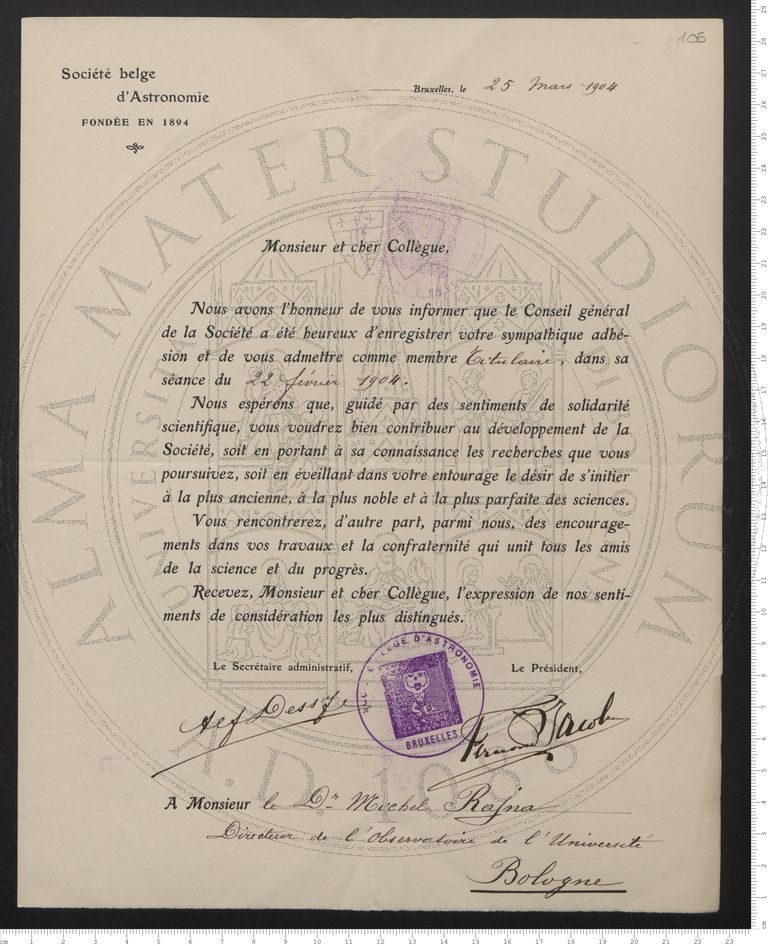 106
Société belge
d'Astronomie
FONDÉE EN 1894
Bruxelles, le 25 Mars 1904
Monsieur et cher Collègue,
Nous avons l'honneur de vous informer que le Conseil général
de la Société a été heureux d'enregistrer votre sympathique adhé-
sion et de vous admettre comme membre titulaire, dans sa
séance du 22 février 1904.
Nous espérons que, guidé par des sentiments de solidarité
scientifique, vous voudrez bien contribuer au développement de la
Société, soit en portant à sa connaissance les recherches que vous
poursuivez, soit en éveillant dans votre entourage le désir de s'initier
à la plus ancienne, à la plus noble et à la plus parfaite des sciences.
Vous rencontrerez, d'autre part, parmi nous, des encourage-
ments dans vos travaux et la confraternité qui unit tous les amis
de la science et du progrès.
Recevez, Monsieur et cher Collègue, l'expression de nos senti-
ments de considération les plus distingués.
Le Secrétaire administratif,
Le Président,
BELGE D'ASTRONOMIE
BRUXELLES
Jacobs
A Monsieur le Dr Michel Rajna
Directeur de l'Observatoire de l'Université
Bologne
ALMA MATER STUDIORUM
A.D. 1088